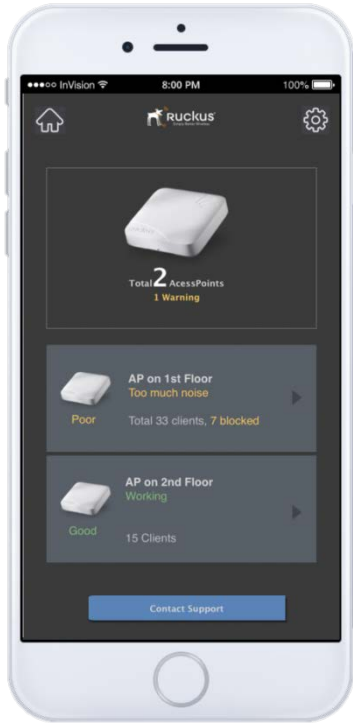 InVision 8:00 PM 100%
Ruckus
Total 2 AcessPoints
1 Warning
AP on 1st Floor
Too much noise
Poor
Total 33 clients, 7 blocked
AP on 2nd Floor
Working
Good
15 Clients
Contact Support